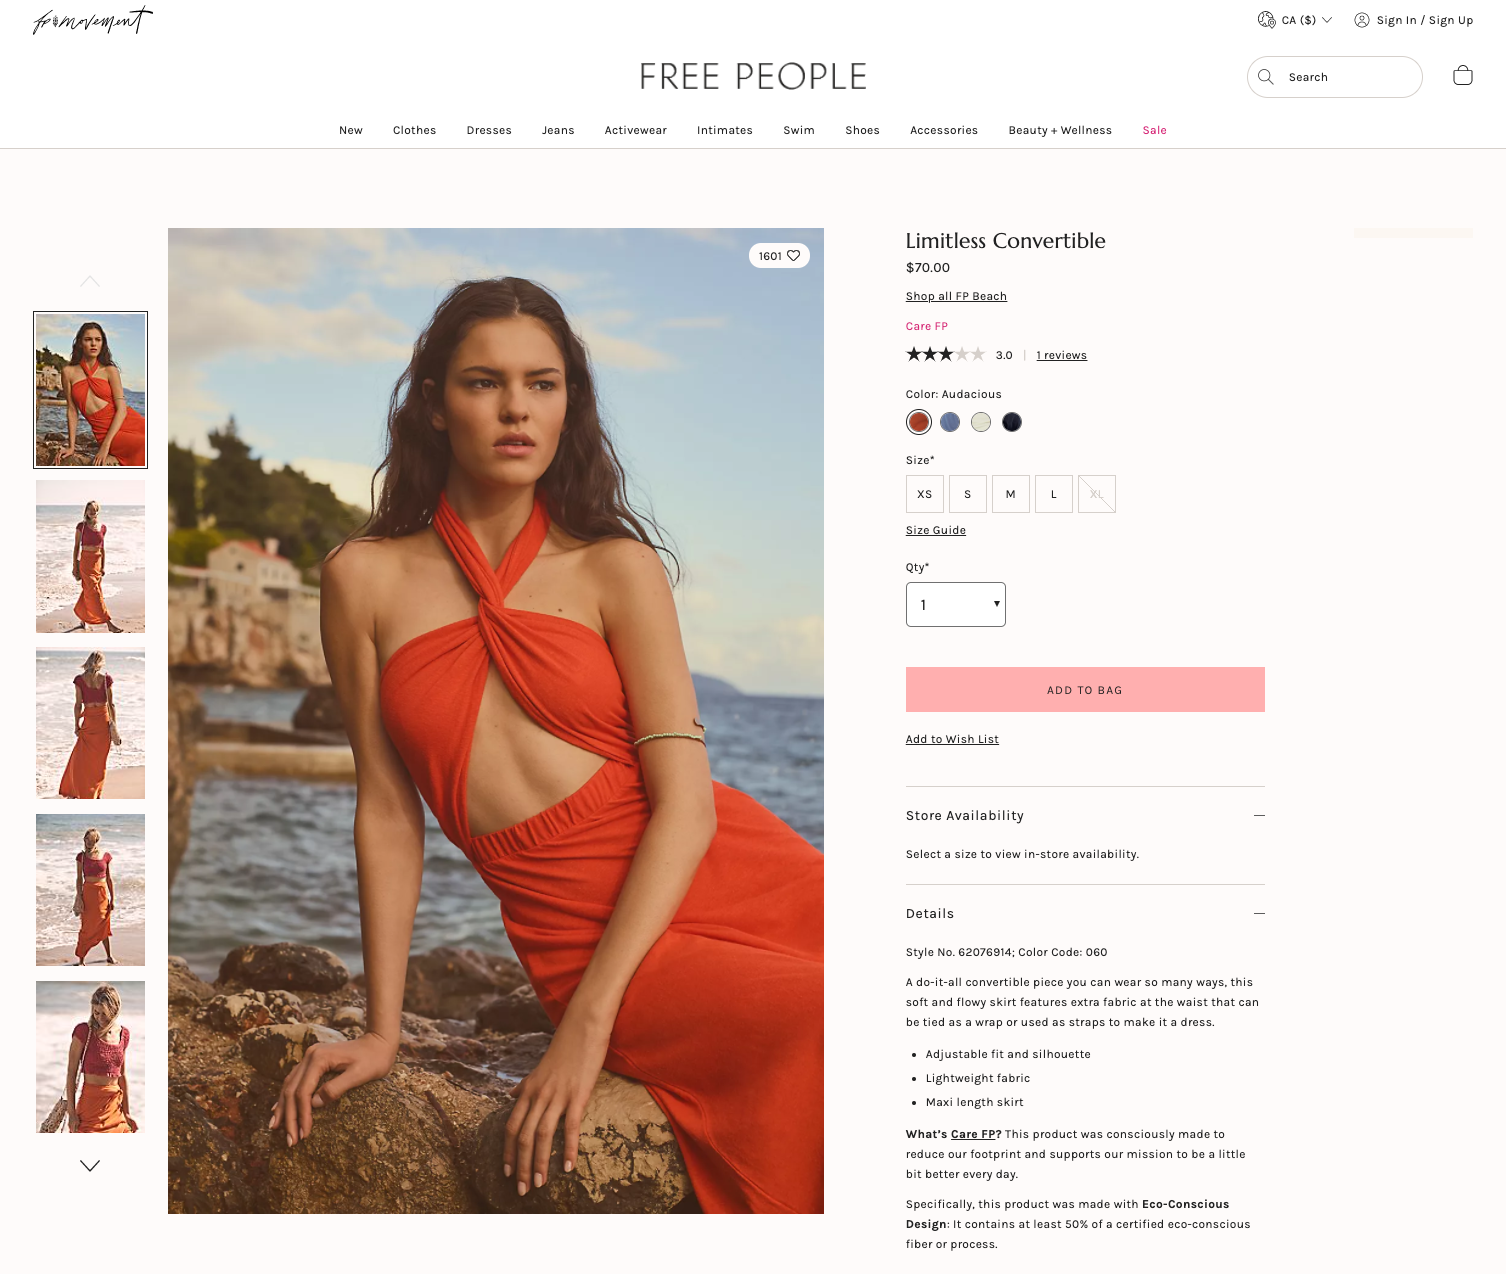 fp movement
CA ($)
Sign In / Sign Up
FREE PEOPLE
Search
New Clothes Dresses Jeans Activewear Intimates Swim Shoes Accessories Beauty + Wellness Sale
1601
Limitless Convertible
$70.00
Shop all FP Beach
Care FP
3.0 | 1 reviews
Color: Audacious
Size*
XS S M L XL
Size Guide
Qty*
1
ADD TO BAG
Add to Wish List
Store Availability
Select a size to view in-store availability.
Details
Style No. 62076914; Color Code: 060
A do-it-all convertible piece you can wear so many ways, this
soft and flowy skirt features extra fabric at the waist that can
be tied as a wrap or used as straps to make it a dress.
• Adjustable fit and silhouette
• Lightweight fabric
• Maxi length skirt
What's Care FP? This product was consciously made to
reduce our footprint and supports our mission to be a little
bit better every day.
Specifically, this product was made with Eco-Conscious
Design: It contains at least 50% of a certified eco-conscious
fiber or process.